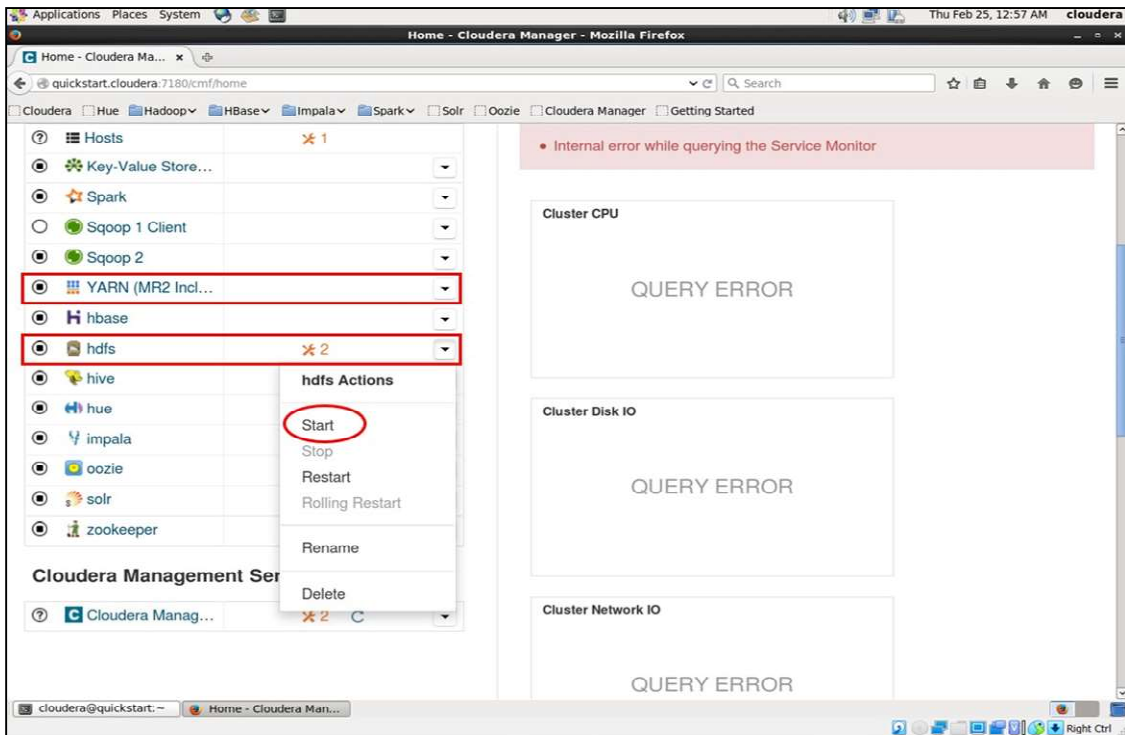 Applications Places System Thu Feb 25, 12:57 AM cloudera
Home - Cloudera Manager - Mozilla Firefox
Home - Cloudera Ma...
quickstart.cloudera:7180/cmf/home Search
Cloudera Hue Hadoop HBase Impala Spark Solr Oozie Cloudera Manager Getting Started
Hosts 1
Key-Value Store...
Spark
Sqoop 1 Client
Sqoop 2
YARN (MR2 Incl...
hbase
hdfs 2
hive
hue
impala
oozie
solr
zookeeper
hdfs Actions
Start
Stop
Restart
Rolling Restart
Rename
Delete
Cloudera Management Ser
Cloudera Manag... 2
• Internal error while querying the Service Monitor
Cluster CPU
QUERY ERROR
Cluster Disk IO
QUERY ERROR
Cluster Network IO
QUERY ERROR
cloudera@quickstart:~ Home - Cloudera Man...
Right Ctrl